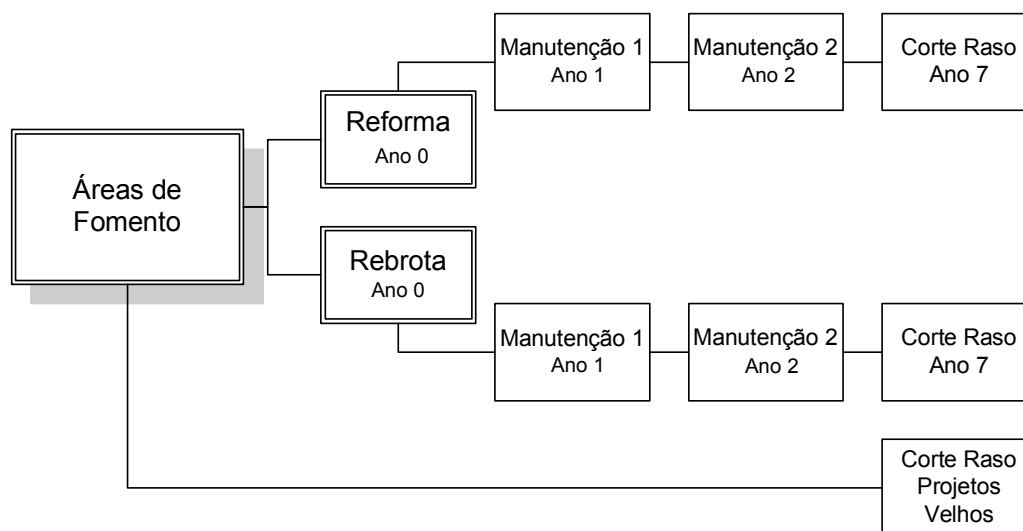 Manutenção 1
Ano 1
Manutenção 2
Ano 2
Corte Raso
Ano 7
Reforma
Ano 0
Áreas de
Fomento
Rebrota
Ano 0
Manutenção 1
Ano 1
Manutenção 2
Ano 2
Corte Raso
Ano 7
Corte Raso
Projetos
Velhos